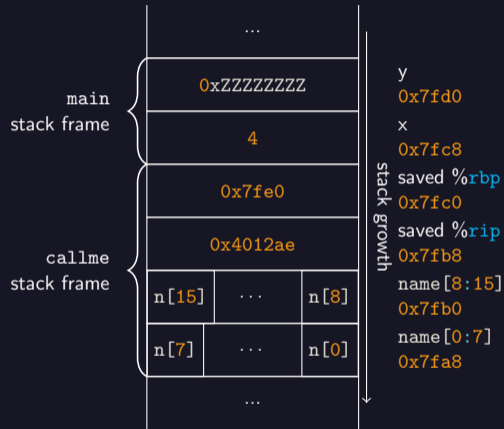 ...
0xZZZZZZZZ
y
0x7fd0
main
stack frame
4
x
0x7fc8
0x7fe0
saved %rbp
0x7fc0
0x4012ae
saved %rip
0x7fb8
callme
stack frame
n[15] ... n[8]
name[8:15]
0x7fb0
n[7] ... n[0]
name[0:7]
0x7fa8
stack growth
...